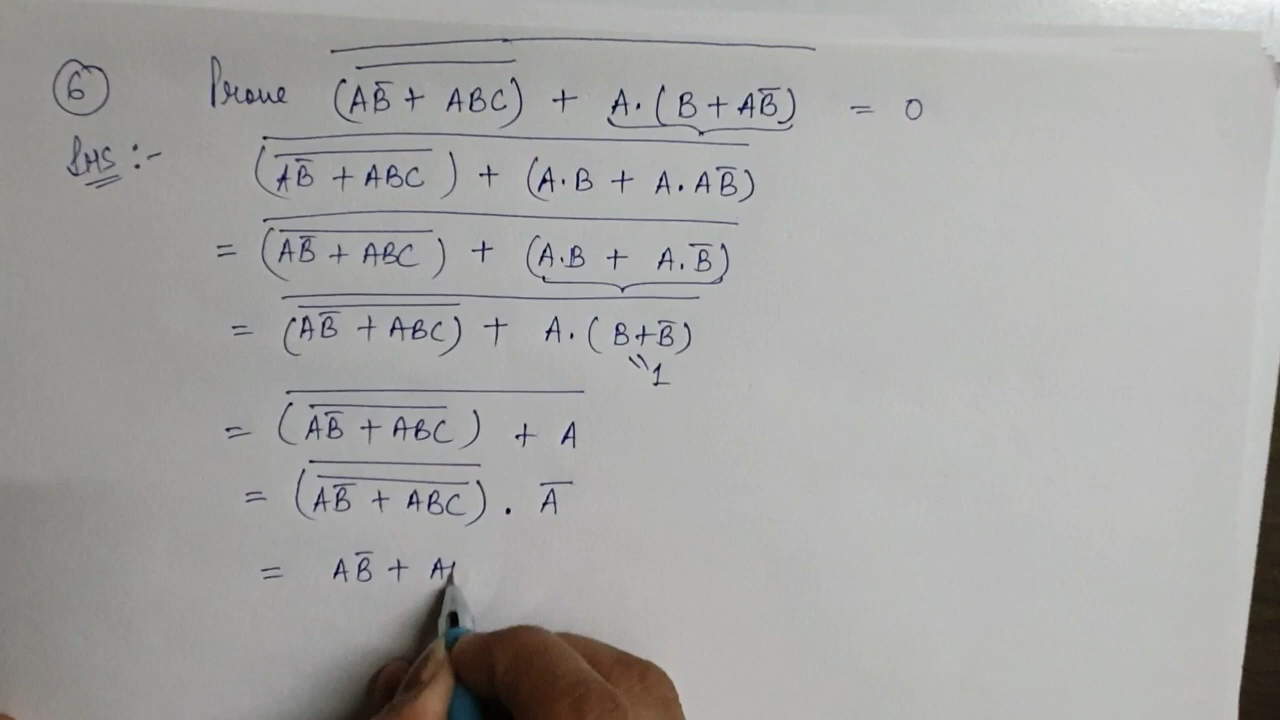 6 Prove $\overline{\overline{(A\bar{B} + ABC)} + A \cdot (B + A\bar{B})} = 0$
LHS :- $\overline{(\overline{A\bar{B} + ABC}) + (A \cdot B + A \cdot A\bar{B})}$
$= \overline{(\overline{A\bar{B} + ABC}) + (A \cdot B + A \cdot \bar{B})}$
$= \overline{(\overline{A\bar{B} + ABC}) + A \cdot (B + \bar{B})}$
" 1
$= \overline{(\overline{A\bar{B} + ABC}) + A}$
$= \overline{(\overline{A\bar{B} + ABC})} \cdot \overline{A}$
$= A\bar{B} + A$